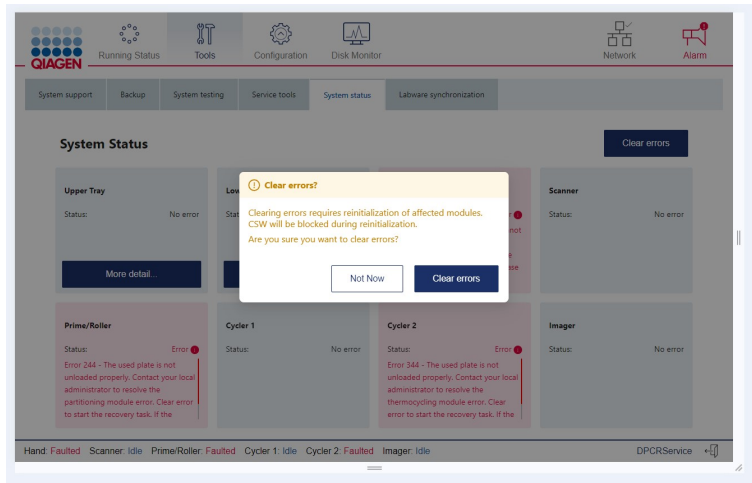 QIAGEN
Running Status
Tools
Configuration
Disk Monitor
Network
Alarm
System support
Backup
System testing
Service tools
System status
Labware synchronization
System Status
Clear errors
Upper Tray
Status: No error
More detail...
Clear errors?
Clearing errors requires reinitialization of affected modules.
CSW will be blocked during reinitialization.
Are you sure you want to clear errors?
Not Now
Clear errors
Scanner
Status: No error
Prime/Roller
Status: Error
Error 244 - The used plate is not
unloaded properly. Contact your local
administrator to resolve the
partitioning module error. Clear error
to start the recovery task. If the
Cycler 1
Status: No error
Cycler 2
Status: Error
Error 344 - The used plate is not
unloaded properly. Contact your local
administrator to resolve the
thermocycling module error. Clear
error to start the recovery task. If the
Imager
Status: No error
Hand: Faulted Scanner: Idle Prime/Roller: Faulted Cycler 1: Idle Cycler 2: Faulted Imager: Idle DPCRService